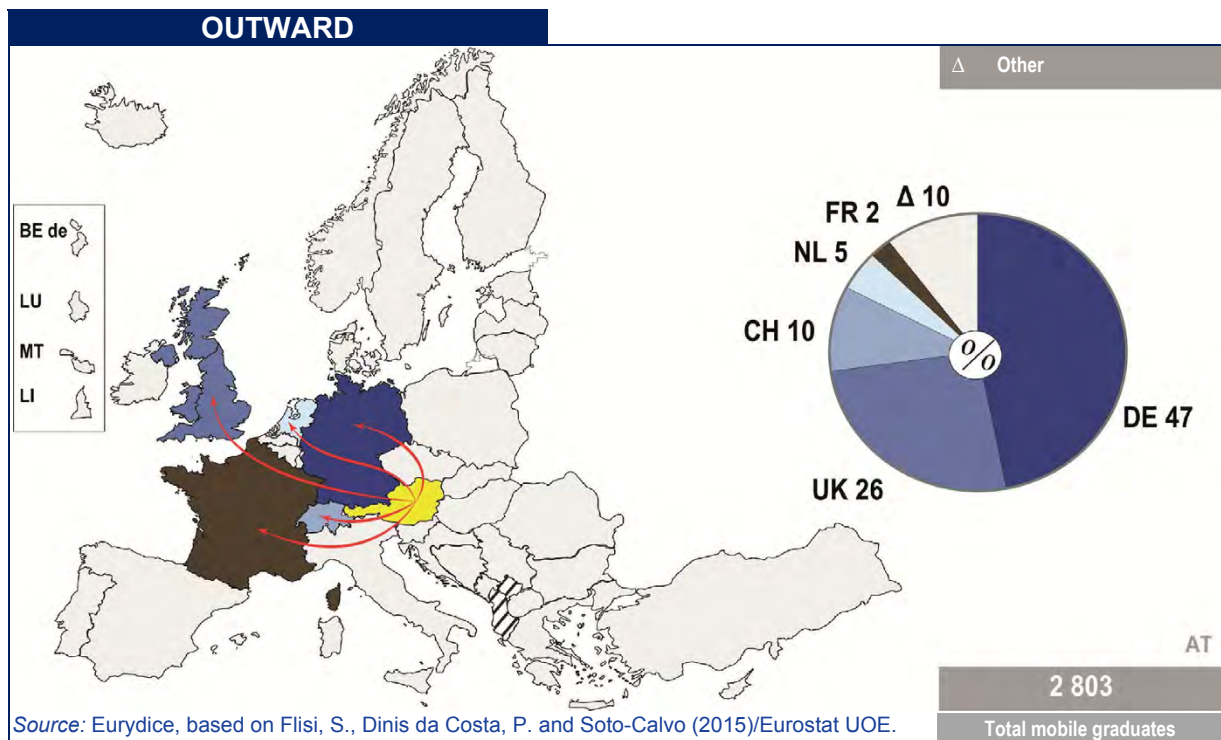 OUTWARD
Δ Other
BE de
LU
MT
LI
FR 2
Δ 10
NL 5
CH 10
%
DE 47
UK 26
AT
2 803
Total mobile graduates
Source: Eurydice, based on Flisi, S., Dinis da Costa, P. and Soto-Calvo (2015)/Eurostat UOE.